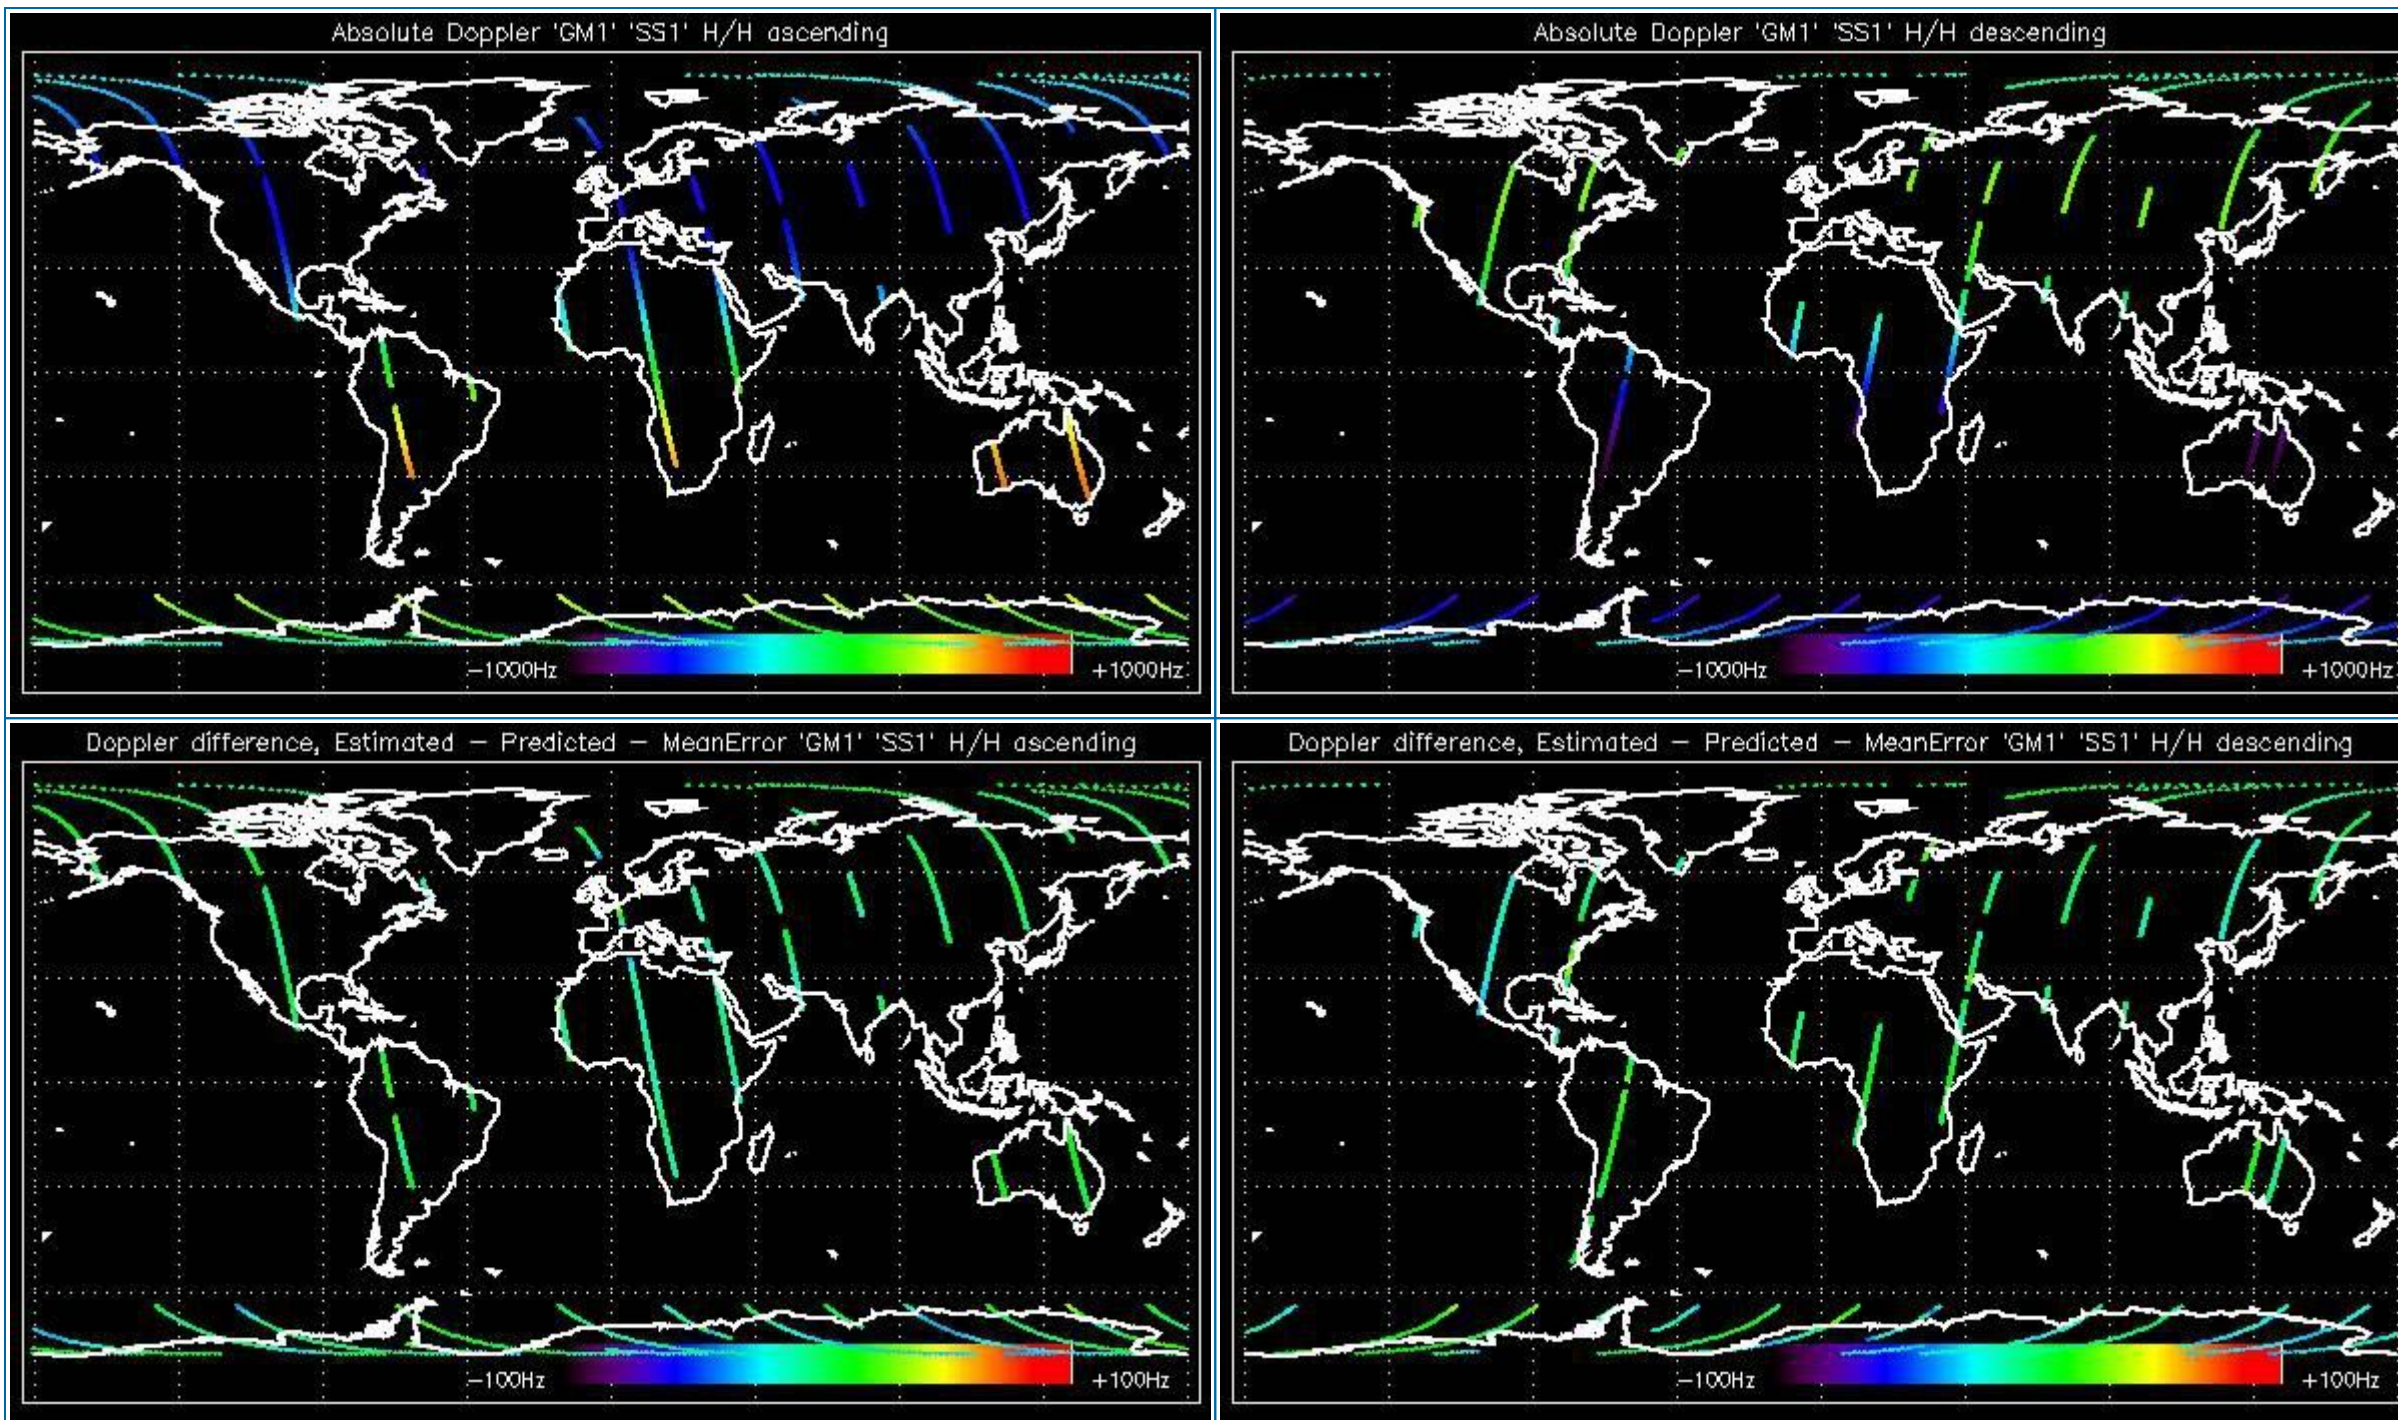 Absolute Doppler 'GM1' 'SS1' H/H ascending
-1000Hz +1000Hz
Absolute Doppler 'GM1' 'SS1' H/H descending
-1000Hz +1000Hz
Doppler difference, Estimated - Predicted - MeanError 'GM1' 'SS1' H/H ascending
-100Hz +100Hz
Doppler difference, Estimated - Predicted - MeanError 'GM1' 'SS1' H/H descending
-100Hz +100Hz